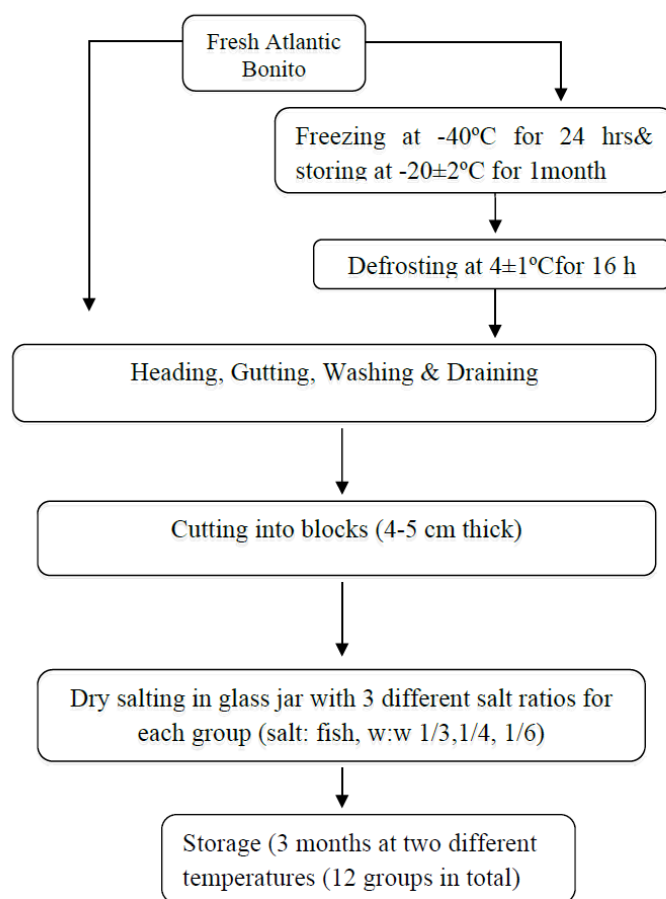 Fresh Atlantic
Bonito
Freezing at -40ºC for 24 hrs&
storing at -20±2ºC for 1month
Defrosting at 4±1ºCfor 16 h
Heading, Gutting, Washing & Draining
Cutting into blocks (4-5 cm thick)
Dry salting in glass jar with 3 different salt ratios for
each group (salt: fish, w:w 1/3,1/4, 1/6)
Storage (3 months at two different
temperatures (12 groups in total)